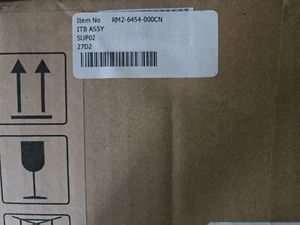 Item No RM2-6454-000CN
ITB ASSY
SUP02
27D2